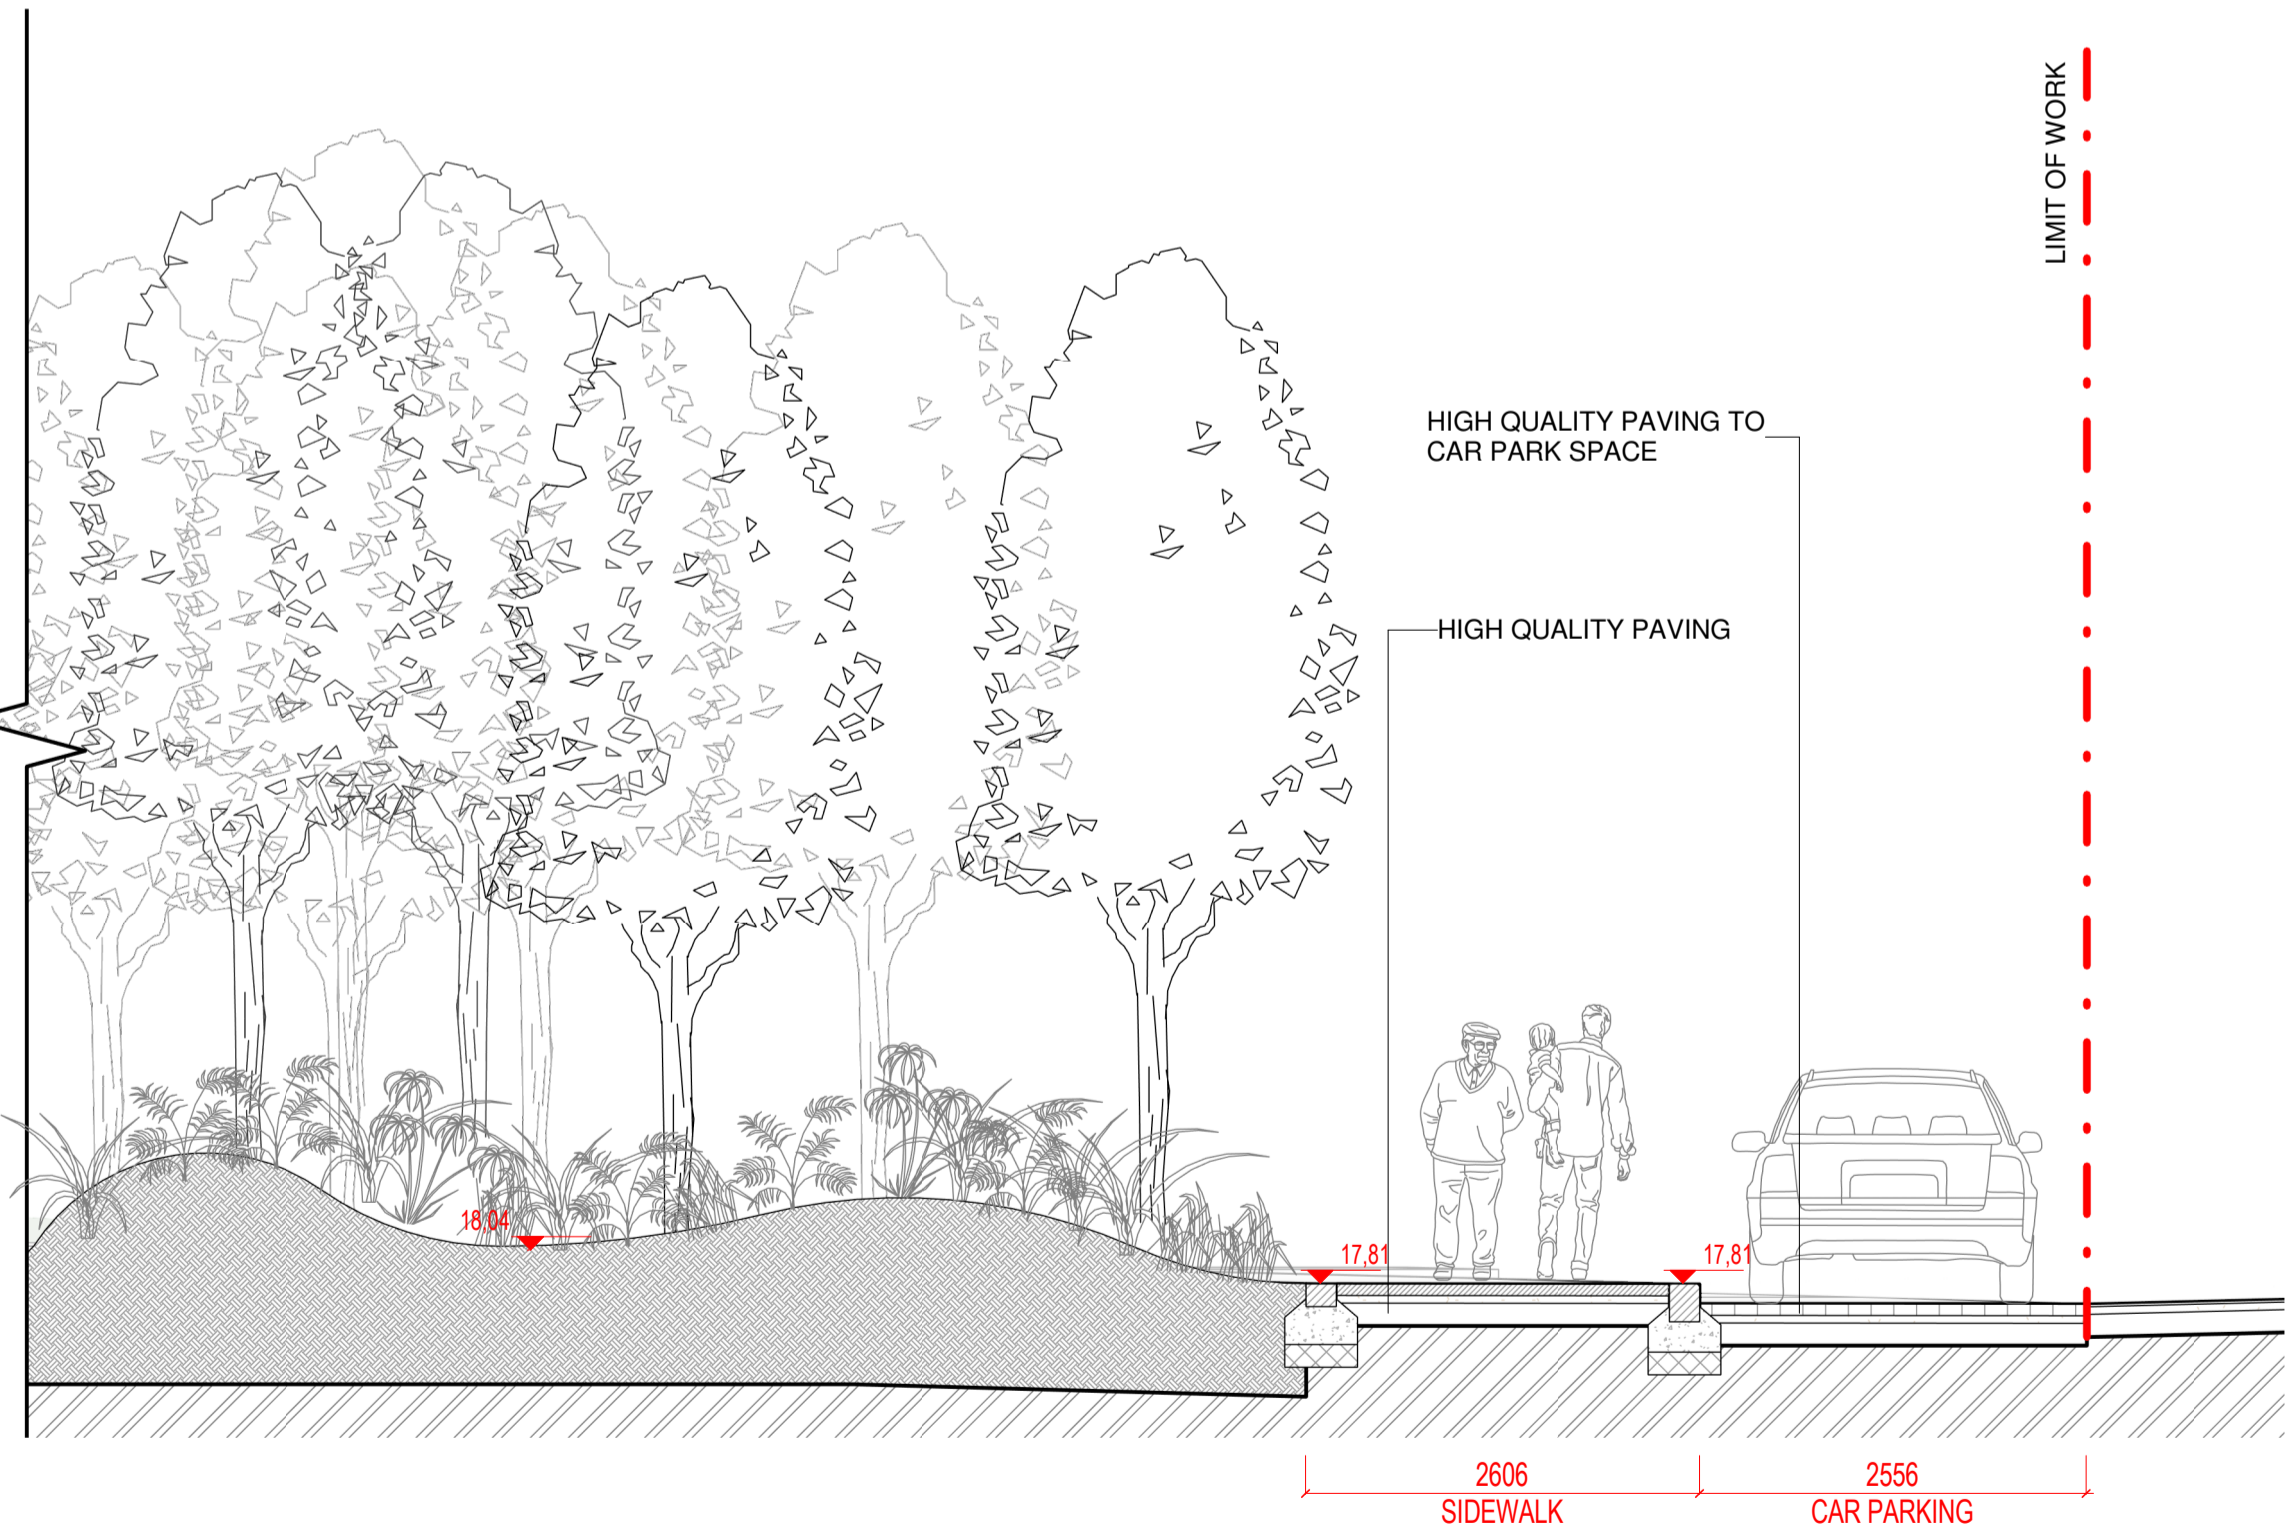 LIMIT OF WORK
HIGH QUALITY PAVING TO
CAR PARK SPACE
HIGH QUALITY PAVING
18,04
17,81
17,81
2606
SIDEWALK
2556
CAR PARKING